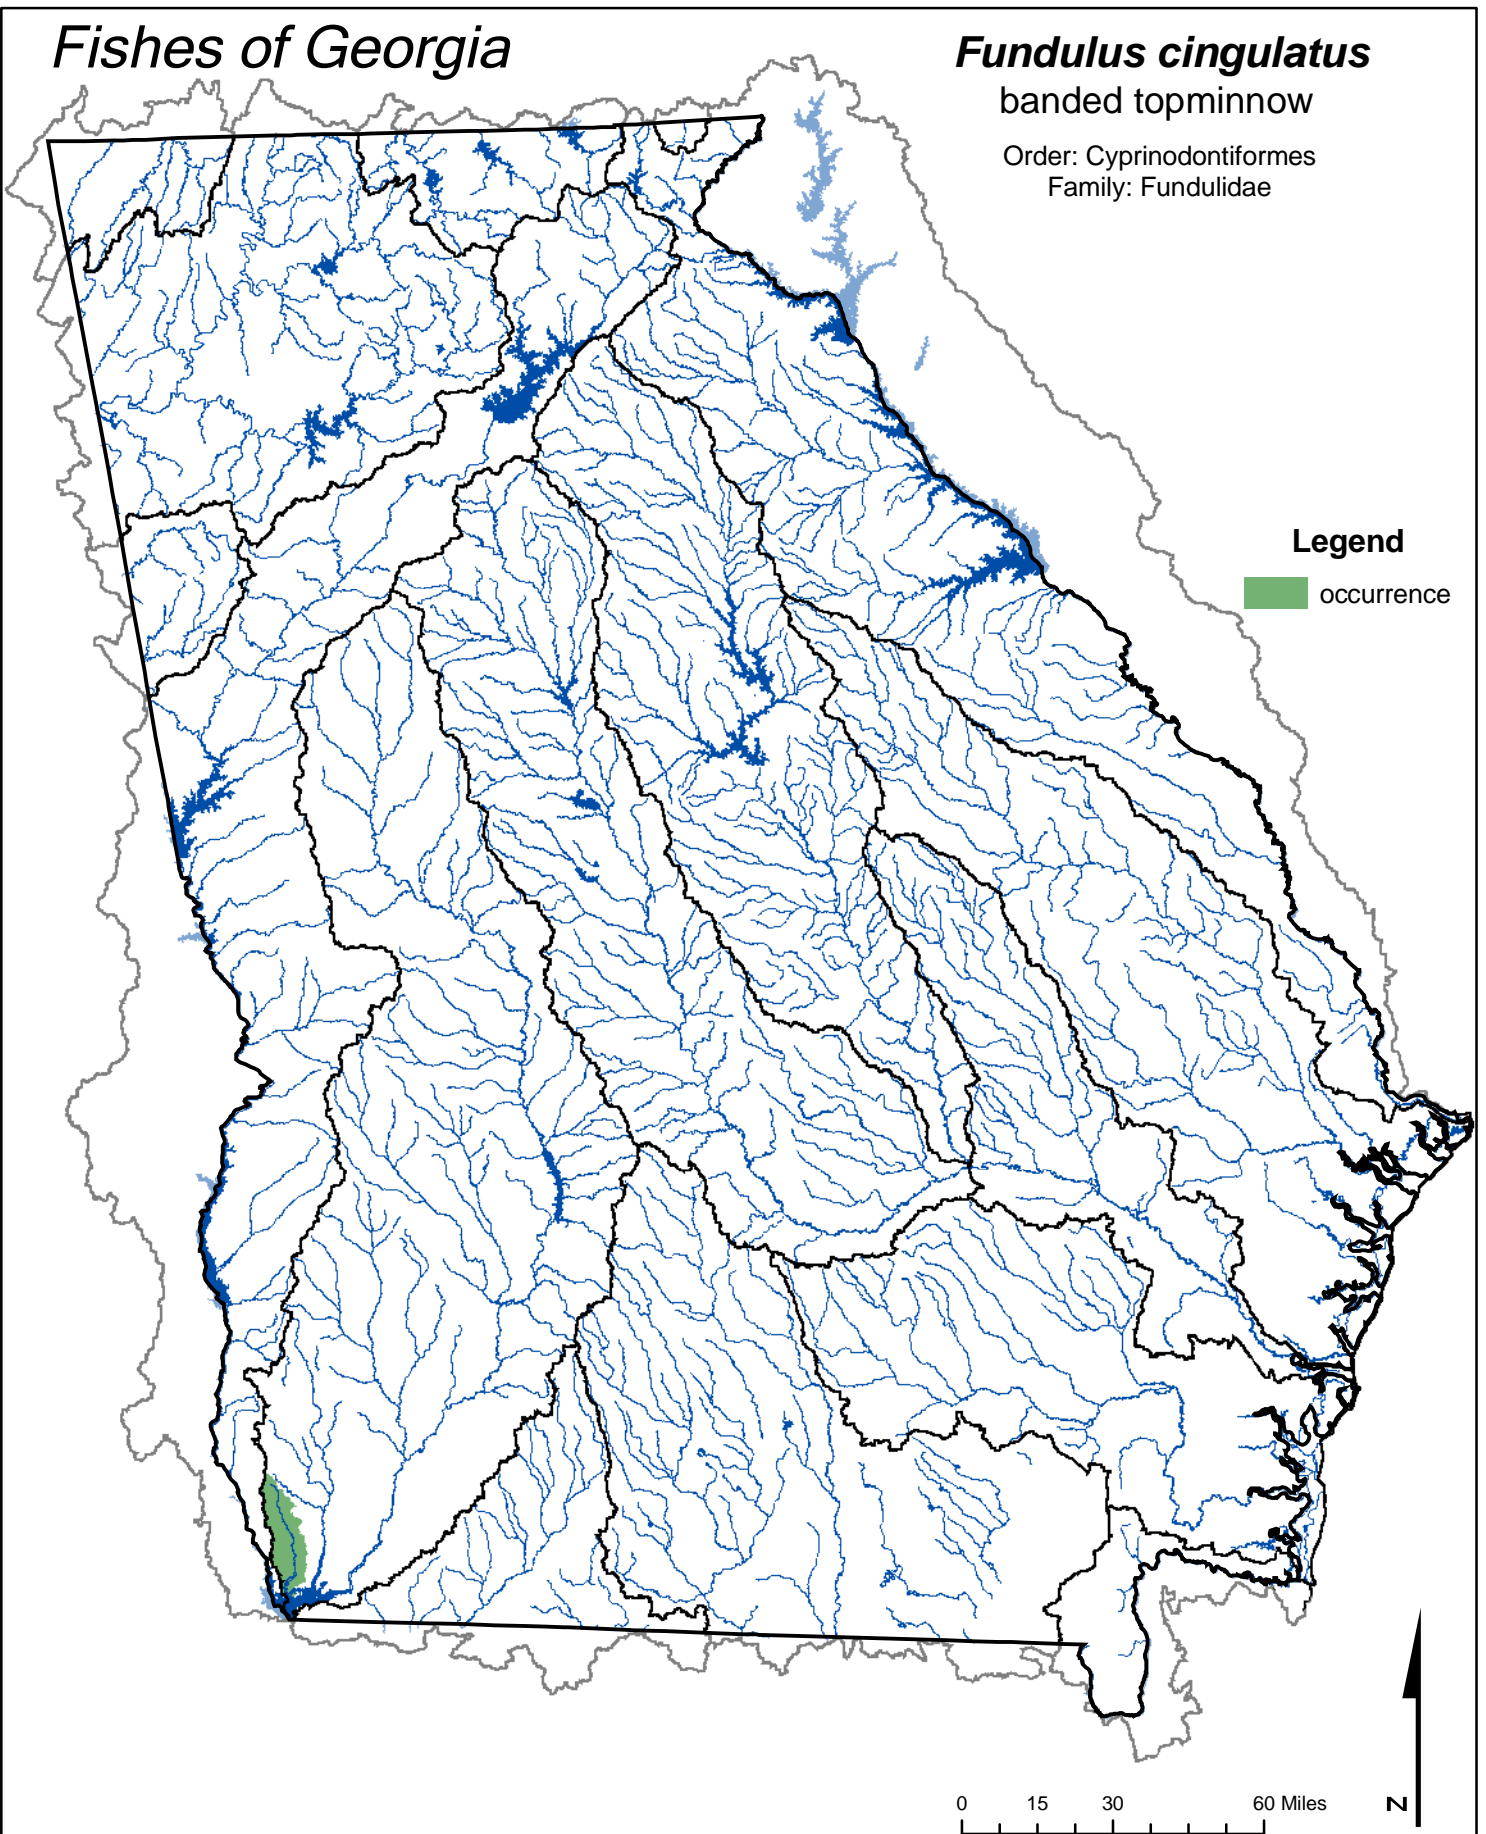 Fishes of Georgia
Fundulus cingulatus
banded topminnow
Order: Cyprinodontiformes
Family: Fundulidae
Legend
occurrence
0 15 30 60 Miles
N